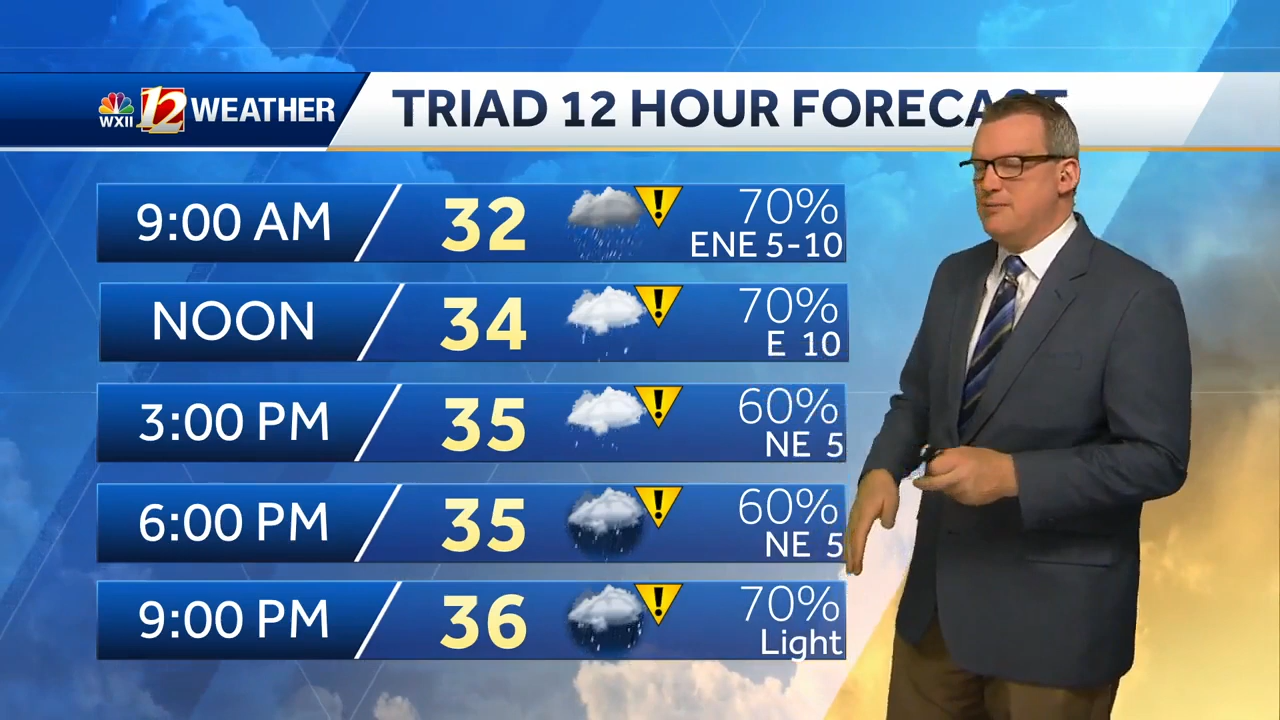 WXII 12 WEATHER
TRIAD 12 HOUR FORECAST
9:00 AM 32 ! 70%
ENE 5-10
NOON 34 ! 70%
E 10
3:00 PM 35 ! 60%
NE 5
6:00 PM 35 ! 60%
NE 5
9:00 PM 36 ! 70%
Light